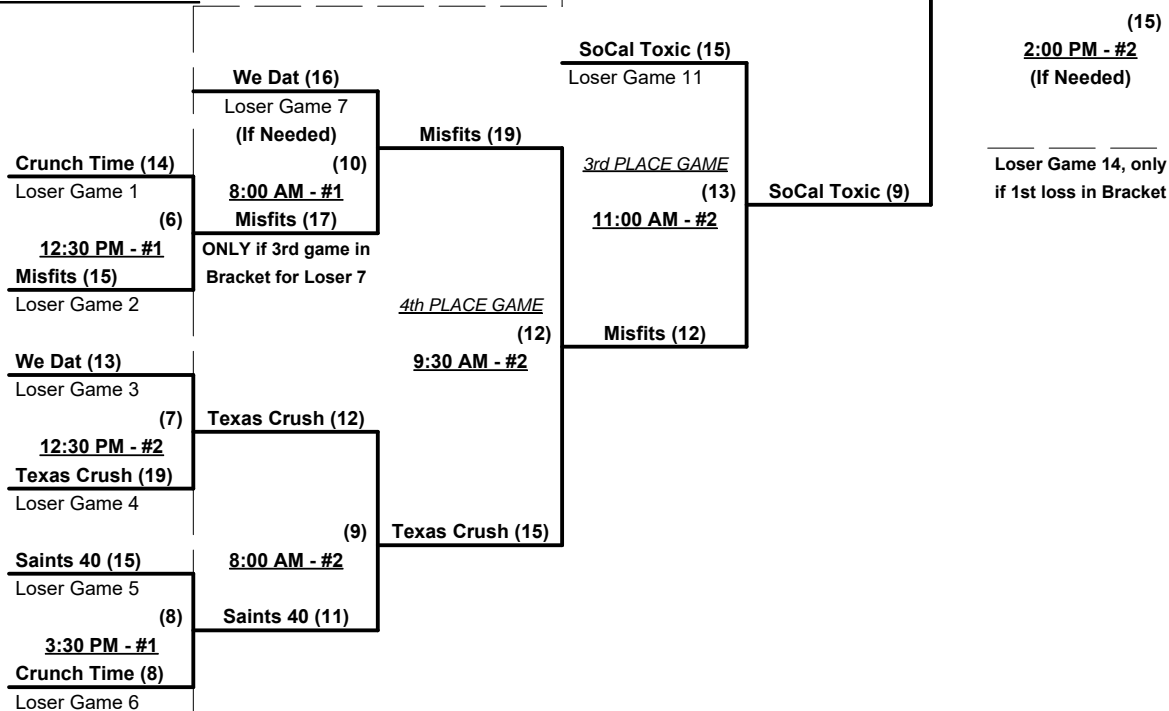 (15)
2:00 PM - #2
(If Needed)
Loser Game 14, only
if 1st loss in Bracket
SoCal Toxic (15)
Loser Game 11
We Dat (16)
Loser Game 7
(If Needed)
(10)
8:00 AM - #1
Misfits (17)
ONLY if 3rd game in
Bracket for Loser 7
Misfits (19)
3rd PLACE GAME
(13)
11:00 AM - #2
SoCal Toxic (9)
Crunch Time (14)
Loser Game 1
(6)
12:30 PM - #1
Misfits (15)
Loser Game 2
4th PLACE GAME
(12)
9:30 AM - #2
Misfits (12)
We Dat (13)
Loser Game 3
(7)
12:30 PM - #2
Texas Crush (19)
Loser Game 4
Texas Crush (12)
(9)
8:00 AM - #2
Texas Crush (15)
Saints 40 (15)
Loser Game 5
(8)
3:30 PM - #1
Crunch Time (8)
Loser Game 6
Saints 40 (11)